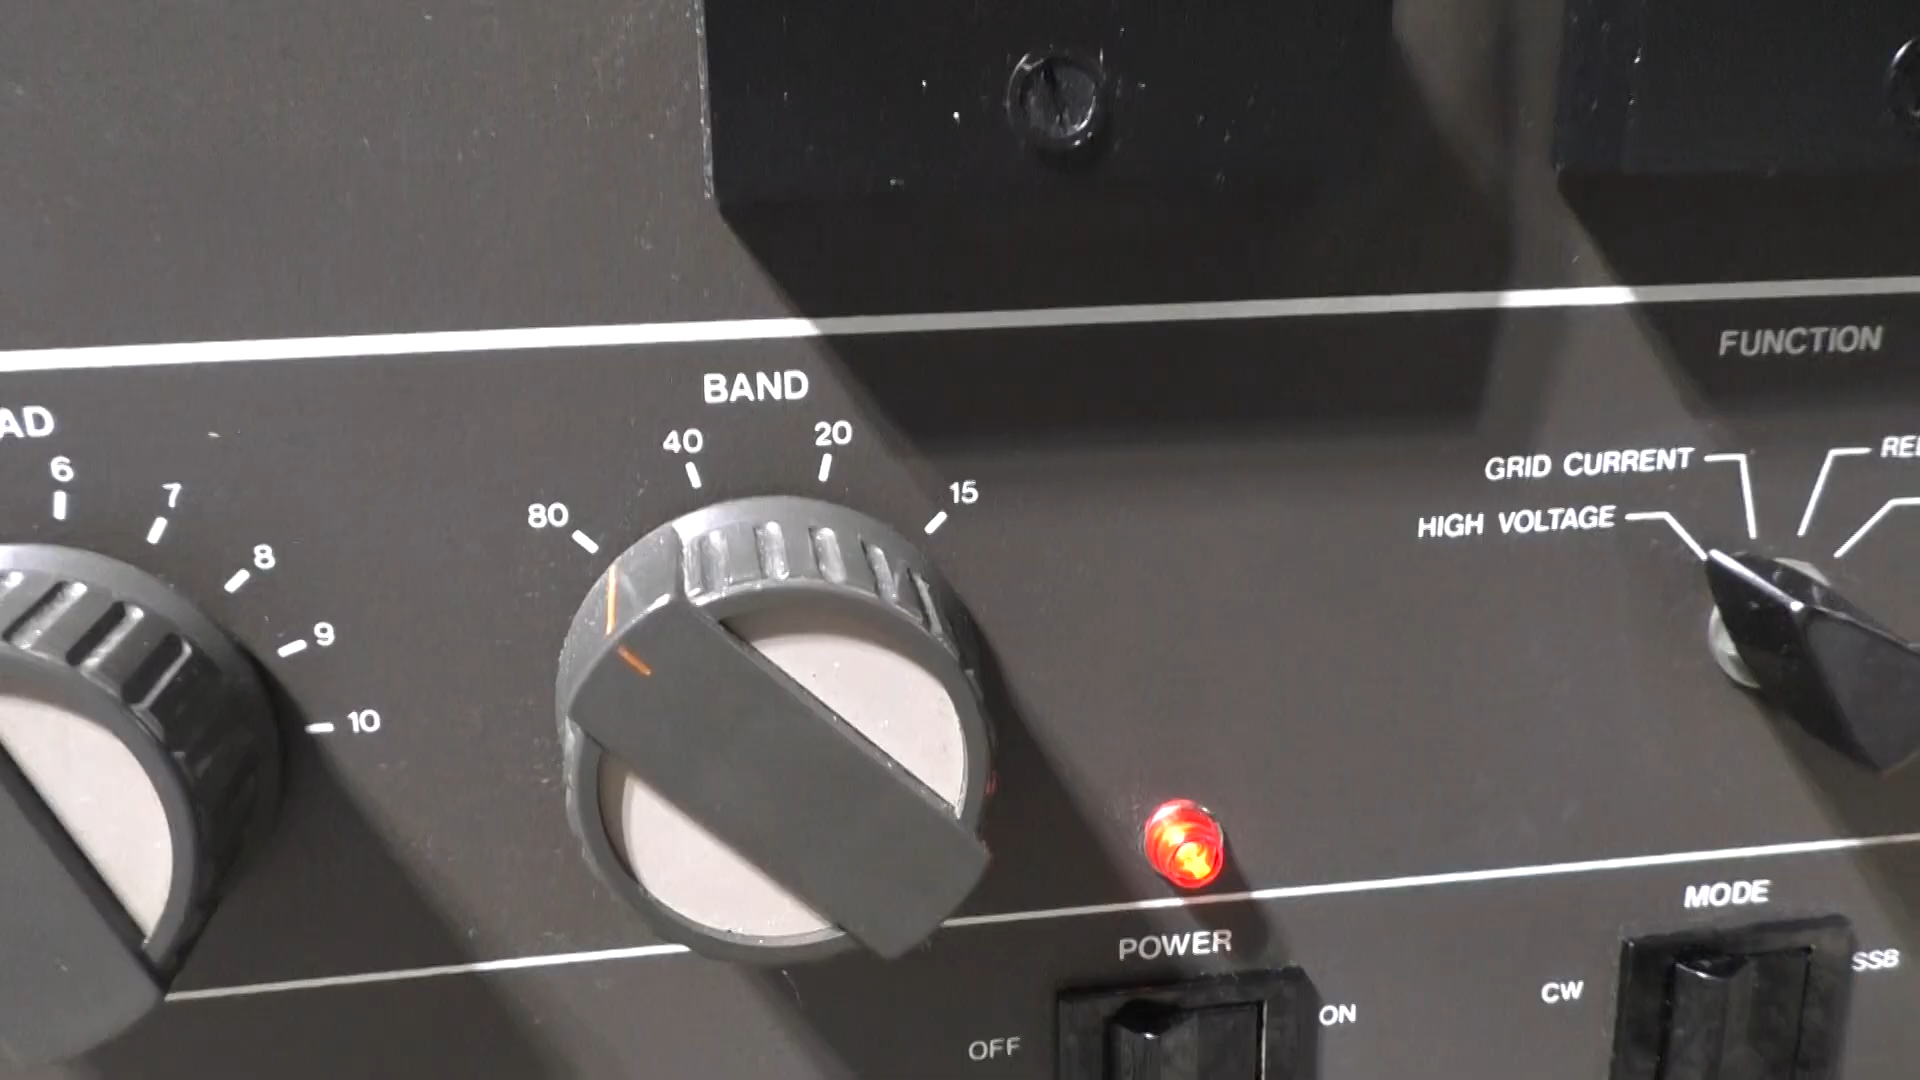 FUNCTION
BAND
AD
40
20
6
7
8
9
10
80
15
GRID CURRENT
HIGH VOLTAGE
MODE
POWER
OFF
ON
CW
SSB